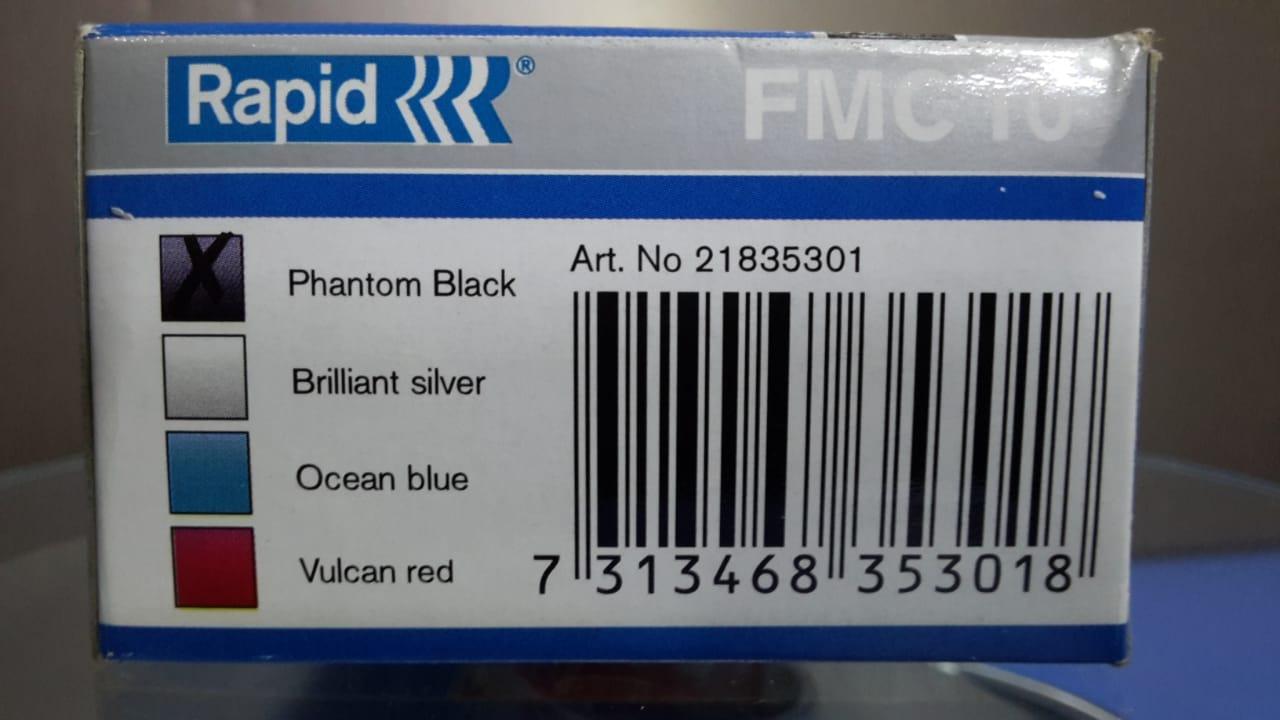 Rapid®
FMC 10
X
Phantom Black
Brilliant silver
Ocean blue
Vulcan red
Art. No 21835301
7 313468 353018